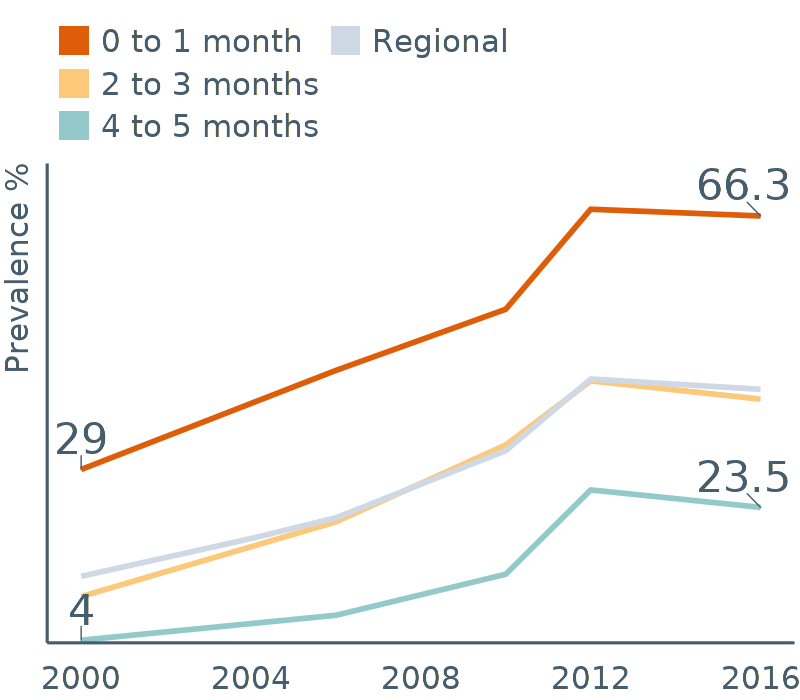 0 to 1 month
Regional
2 to 3 months
4 to 5 months
Prevalence %
66.3
29
23.5
4
2000 2004 2008 2012 2016